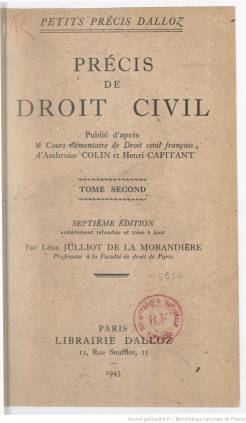 PETITS PRÉCIS DALLOZ
PRÉCIS
DE
DROIT CIVIL
Publié d'après
le Cours élémentaire de Droit civil français
d'Ambroise COLIN et Henri CAPITANT
TOME SECOND
SEPTIÈME ÉDITION
entièrement refondue et mise à jour
Par Léon JULLIOT DE LA MORANDIÈRE
Professeur à la Faculté de droit de Paris
PARIS
LIBRAIRIE DALLOZ
11, Rue Soufflot, 11
1943
Source gallica.bnf.fr / Bibliothèque nationale de France